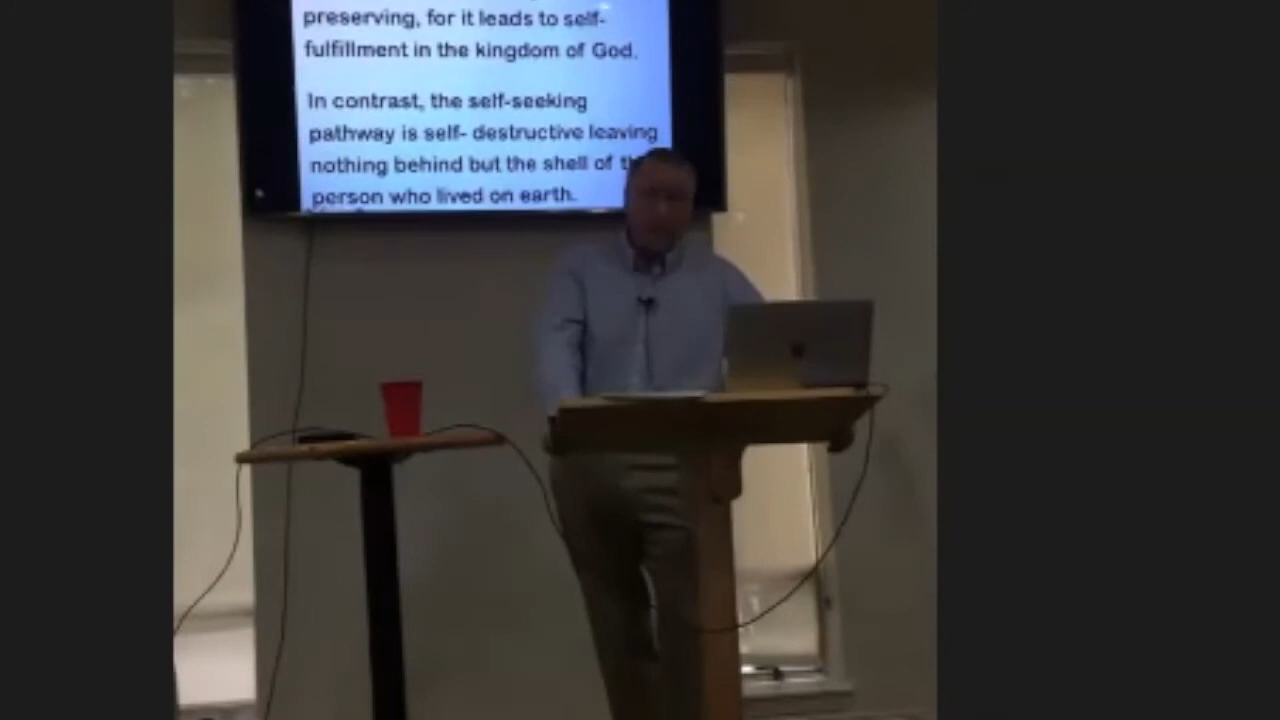 preserving, for it leads to self-
fulfillment in the kingdom of God.
In contrast, the self-seeking
pathway is self- destructive leaving
nothing behind but the shell of
person who lived on earth.